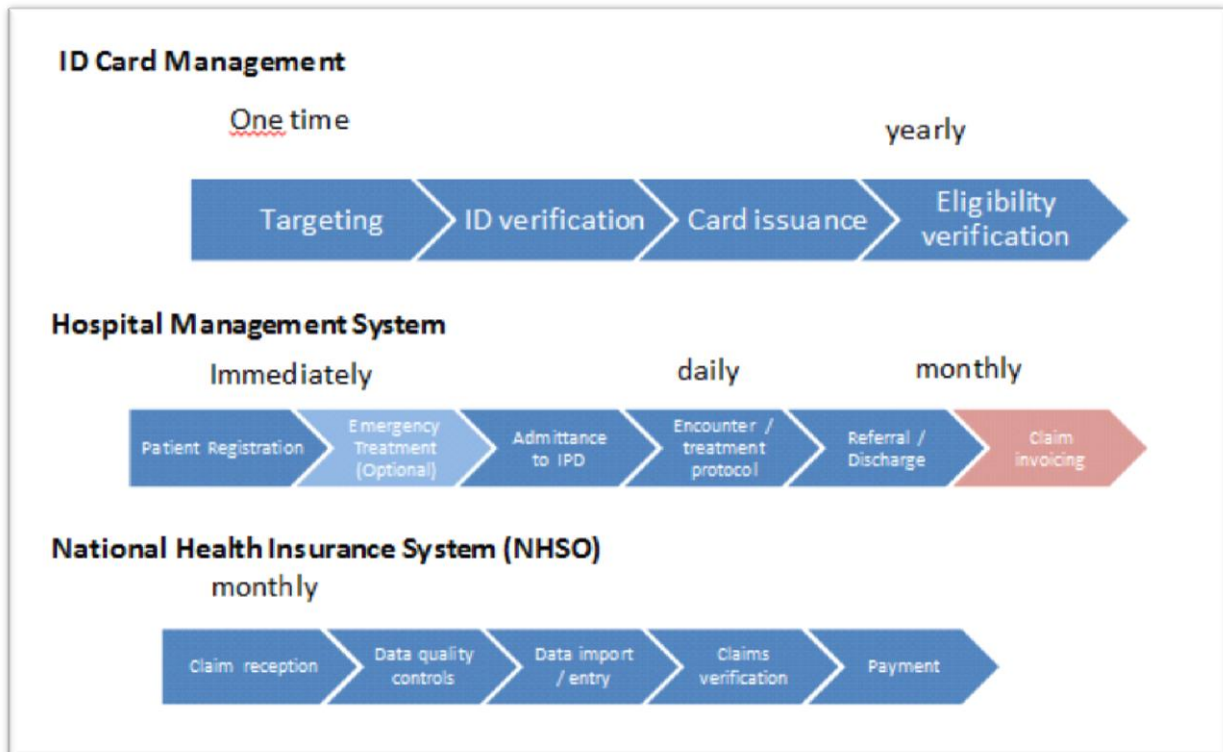 ID Card Management
One time
yearly
Targeting
ID verification
Card issuance
Eligibility
verification
Hospital Management System
Immediately
daily
monthly
Patient Registration
Emergency
Treatment
(Optional)
Admittance
to IPD
Encounter /
treatment
protocol
Referral /
Discharge
Claim
invoicing
National Health Insurance System (NHSO)
monthly
Claim reception
Data quality
controls
Data import
/ entry
Claims
verification
Payment